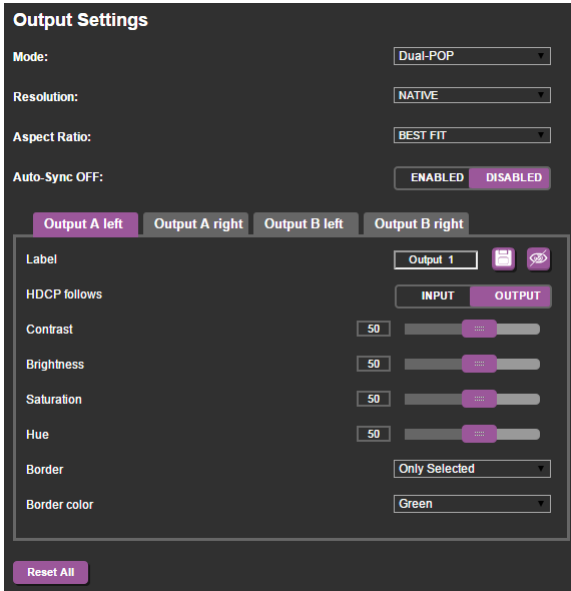 Output Settings
Mode: Dual-POP
Resolution: NATIVE
Aspect Ratio: BEST FIT
Auto-Sync OFF: ENABLED DISABLED
Output A left Output A right Output B left Output B right
Label Output 1
HDCP follows INPUT OUTPUT
Contrast 50
Brightness 50
Saturation 50
Hue 50
Border Only Selected
Border color Green
Reset All